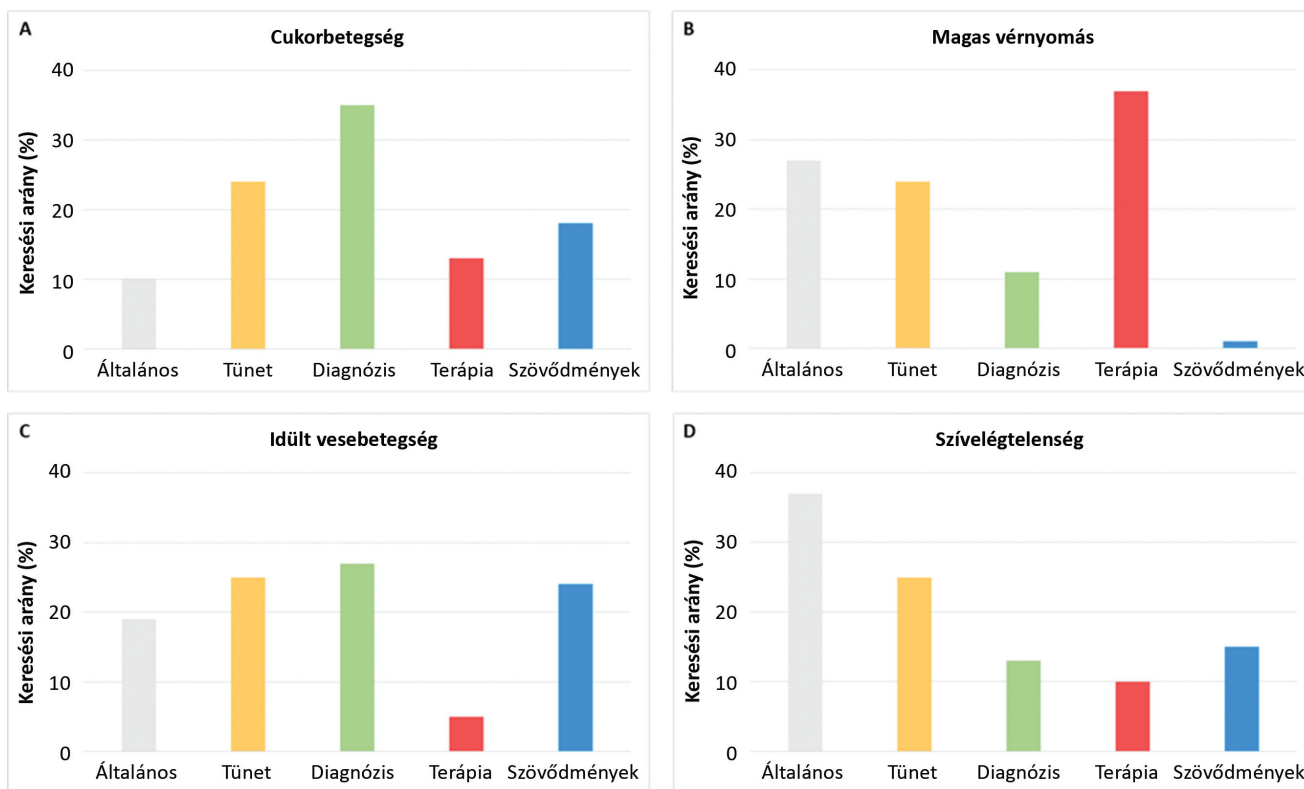 A
Cukorbetegség
Keresési arány (%)
40
30
20
10
0
Általános Tünet Diagnózis Terápia Szövődmények
B
Magas vérnyomás
Keresési arány (%)
40
30
20
10
0
Általános Tünet Diagnózis Terápia Szövődmények
C
Idült vesebetegség
Keresési arány (%)
40
30
20
10
0
Általános Tünet Diagnózis Terápia Szövődmények
D
Szívelégtelenség
Keresési arány (%)
40
30
20
10
0
Általános Tünet Diagnózis Terápia Szövődmények